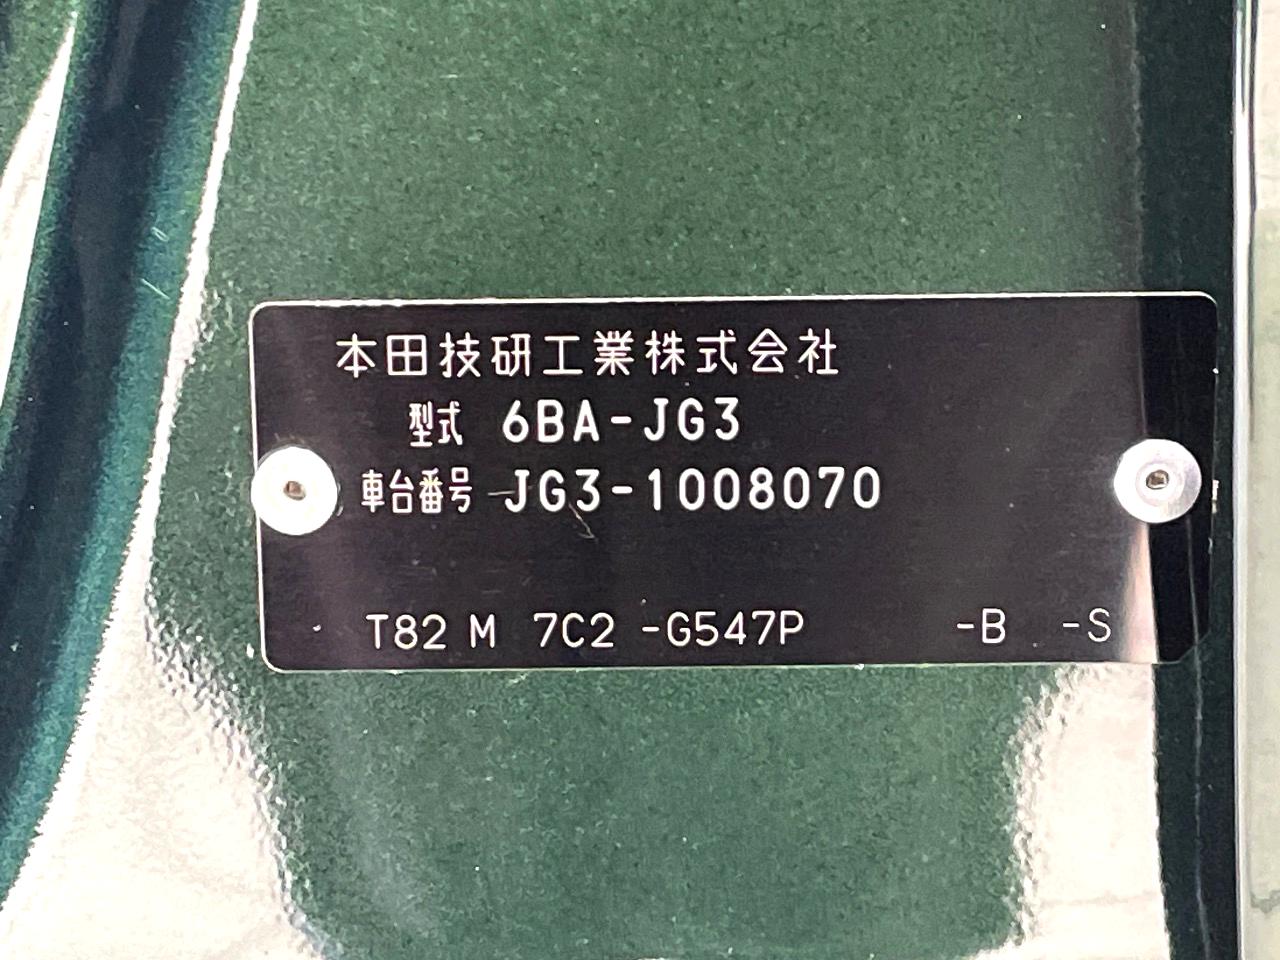 本田技研工業株式会社
型式 6BA-JG3
車台番号 JG3-1008070
T82 M 7C2 -G547P -B -S